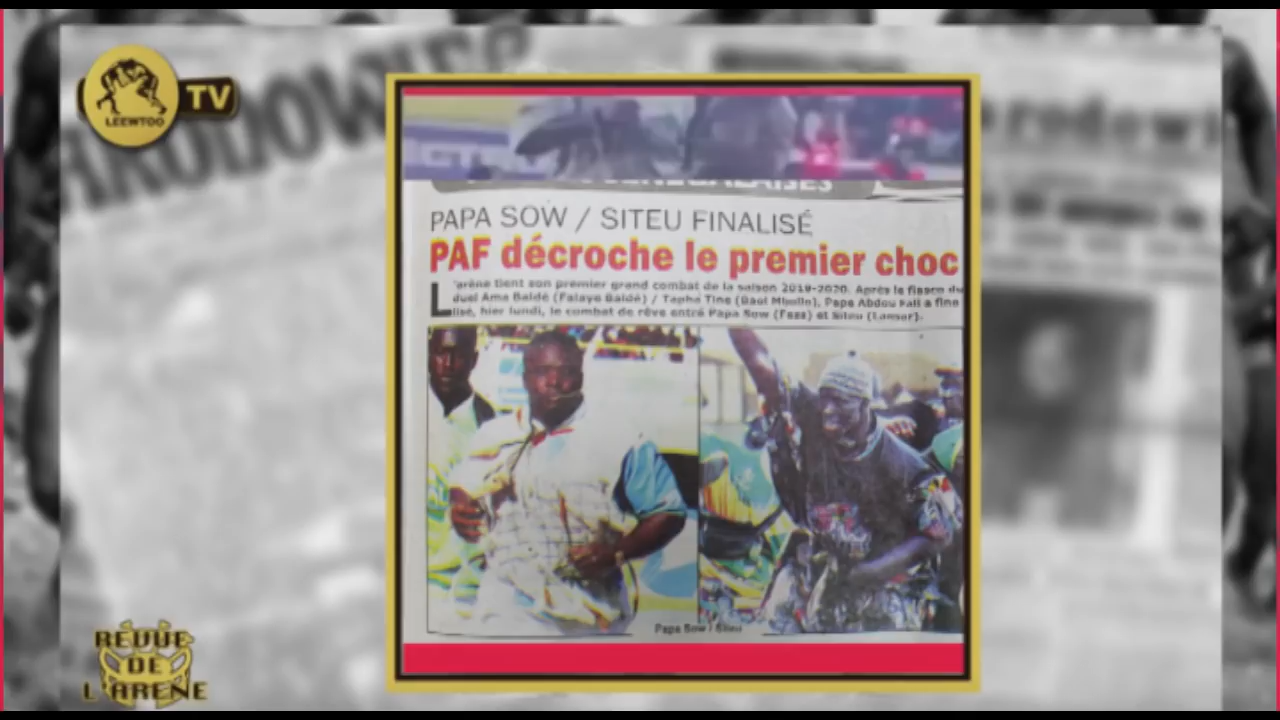 LEEWTOO
TV
PAPA SOW / SITEU FINALISÉ
PAF décroche le premier choc
L'arène tient son premier grand combat de la saison 2019-2020. Après le fiasco du
duel Ama Baldé (Falaye Baldé) / Tapha Tine (Baol Mbollo), Papa Abdou Fall a fina
lisé, hier lundi, le combat de rêve entre Papa Sow (Fass) et Siteu (Lansar).
Papa Sow / Siteu
REVUE
DE
L'ARENE